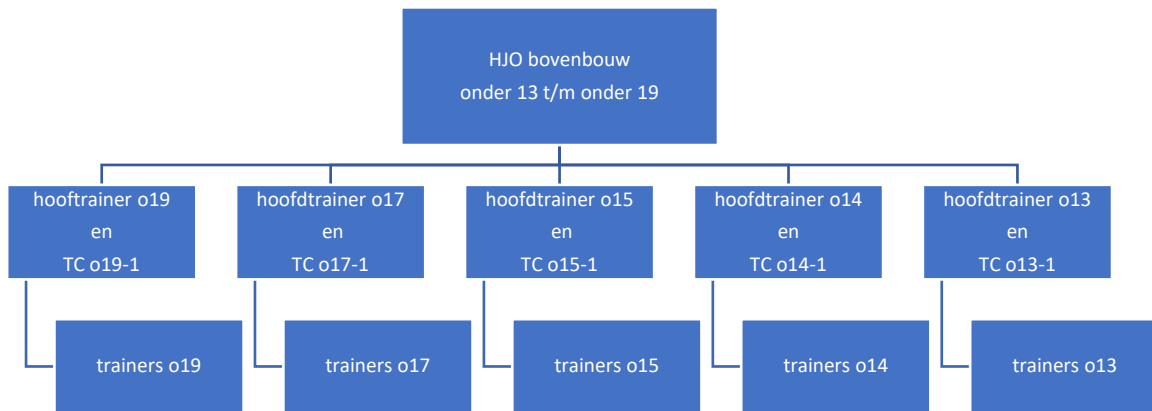 HJO bovenbouw
onder 13 t/m onder 19
hooftrainer o19
en
TC o19-1
hoofdtrainer o17
en
TC o17-1
hoofdtrainer o15
en
TC o15-1
hoofdtrainer o14
en
TC o14-1
hoofdtrainer o13
en
TC o13-1
trainers o19
trainers o17
trainers o15
trainers o14
trainers o13